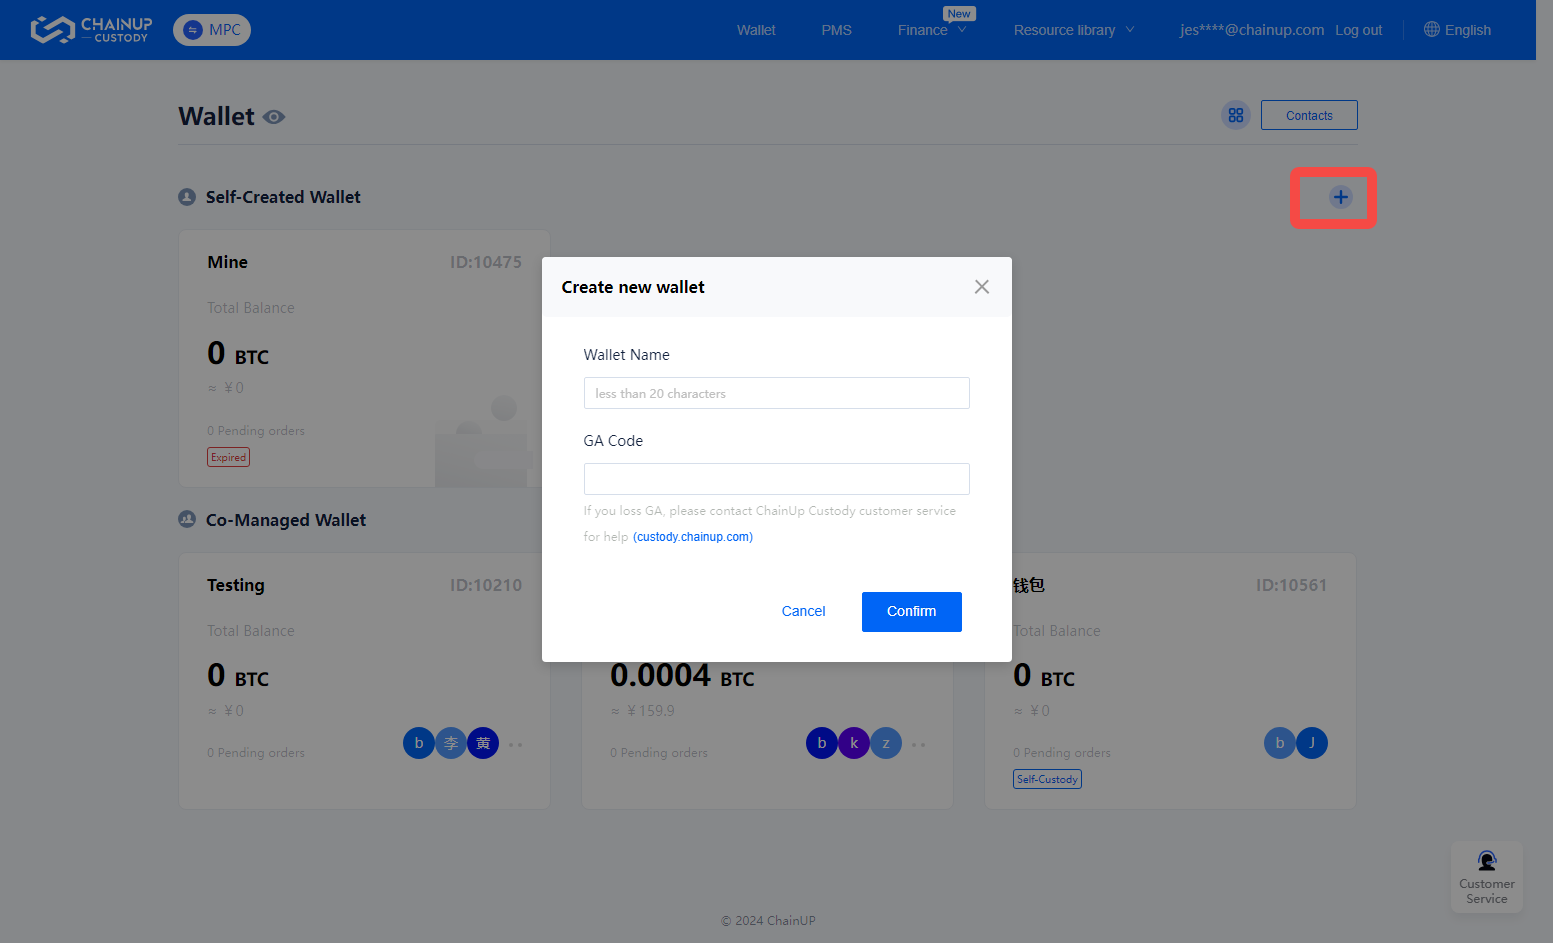 CHAINUP CUSTODY
MPC
Wallet
PMS
Finance
New
Resource library
jes****@chainup.com
Log out
English
Wallet
Contacts
Self-Created Wallet
Mine
ID:10475
Total Balance
0 BTC
≈ ¥0
0 Pending orders
Expired
Create new wallet
Wallet Name
less than 20 characters
GA Code
If you loss GA, please contact ChainUp Custody customer service
for help (custody.chainup.com)
Cancel
Confirm
Co-Managed Wallet
Testing
ID:10210
Total Balance
0 BTC
≈ ¥0
0 Pending orders
b 李 黄
0.0004 BTC
≈ ¥159.9
0 Pending orders
b k z
钱包
ID:10561
Total Balance
0 BTC
≈ ¥0
0 Pending orders
b J
Self-Custody
Customer
Service
© 2024 ChainUP